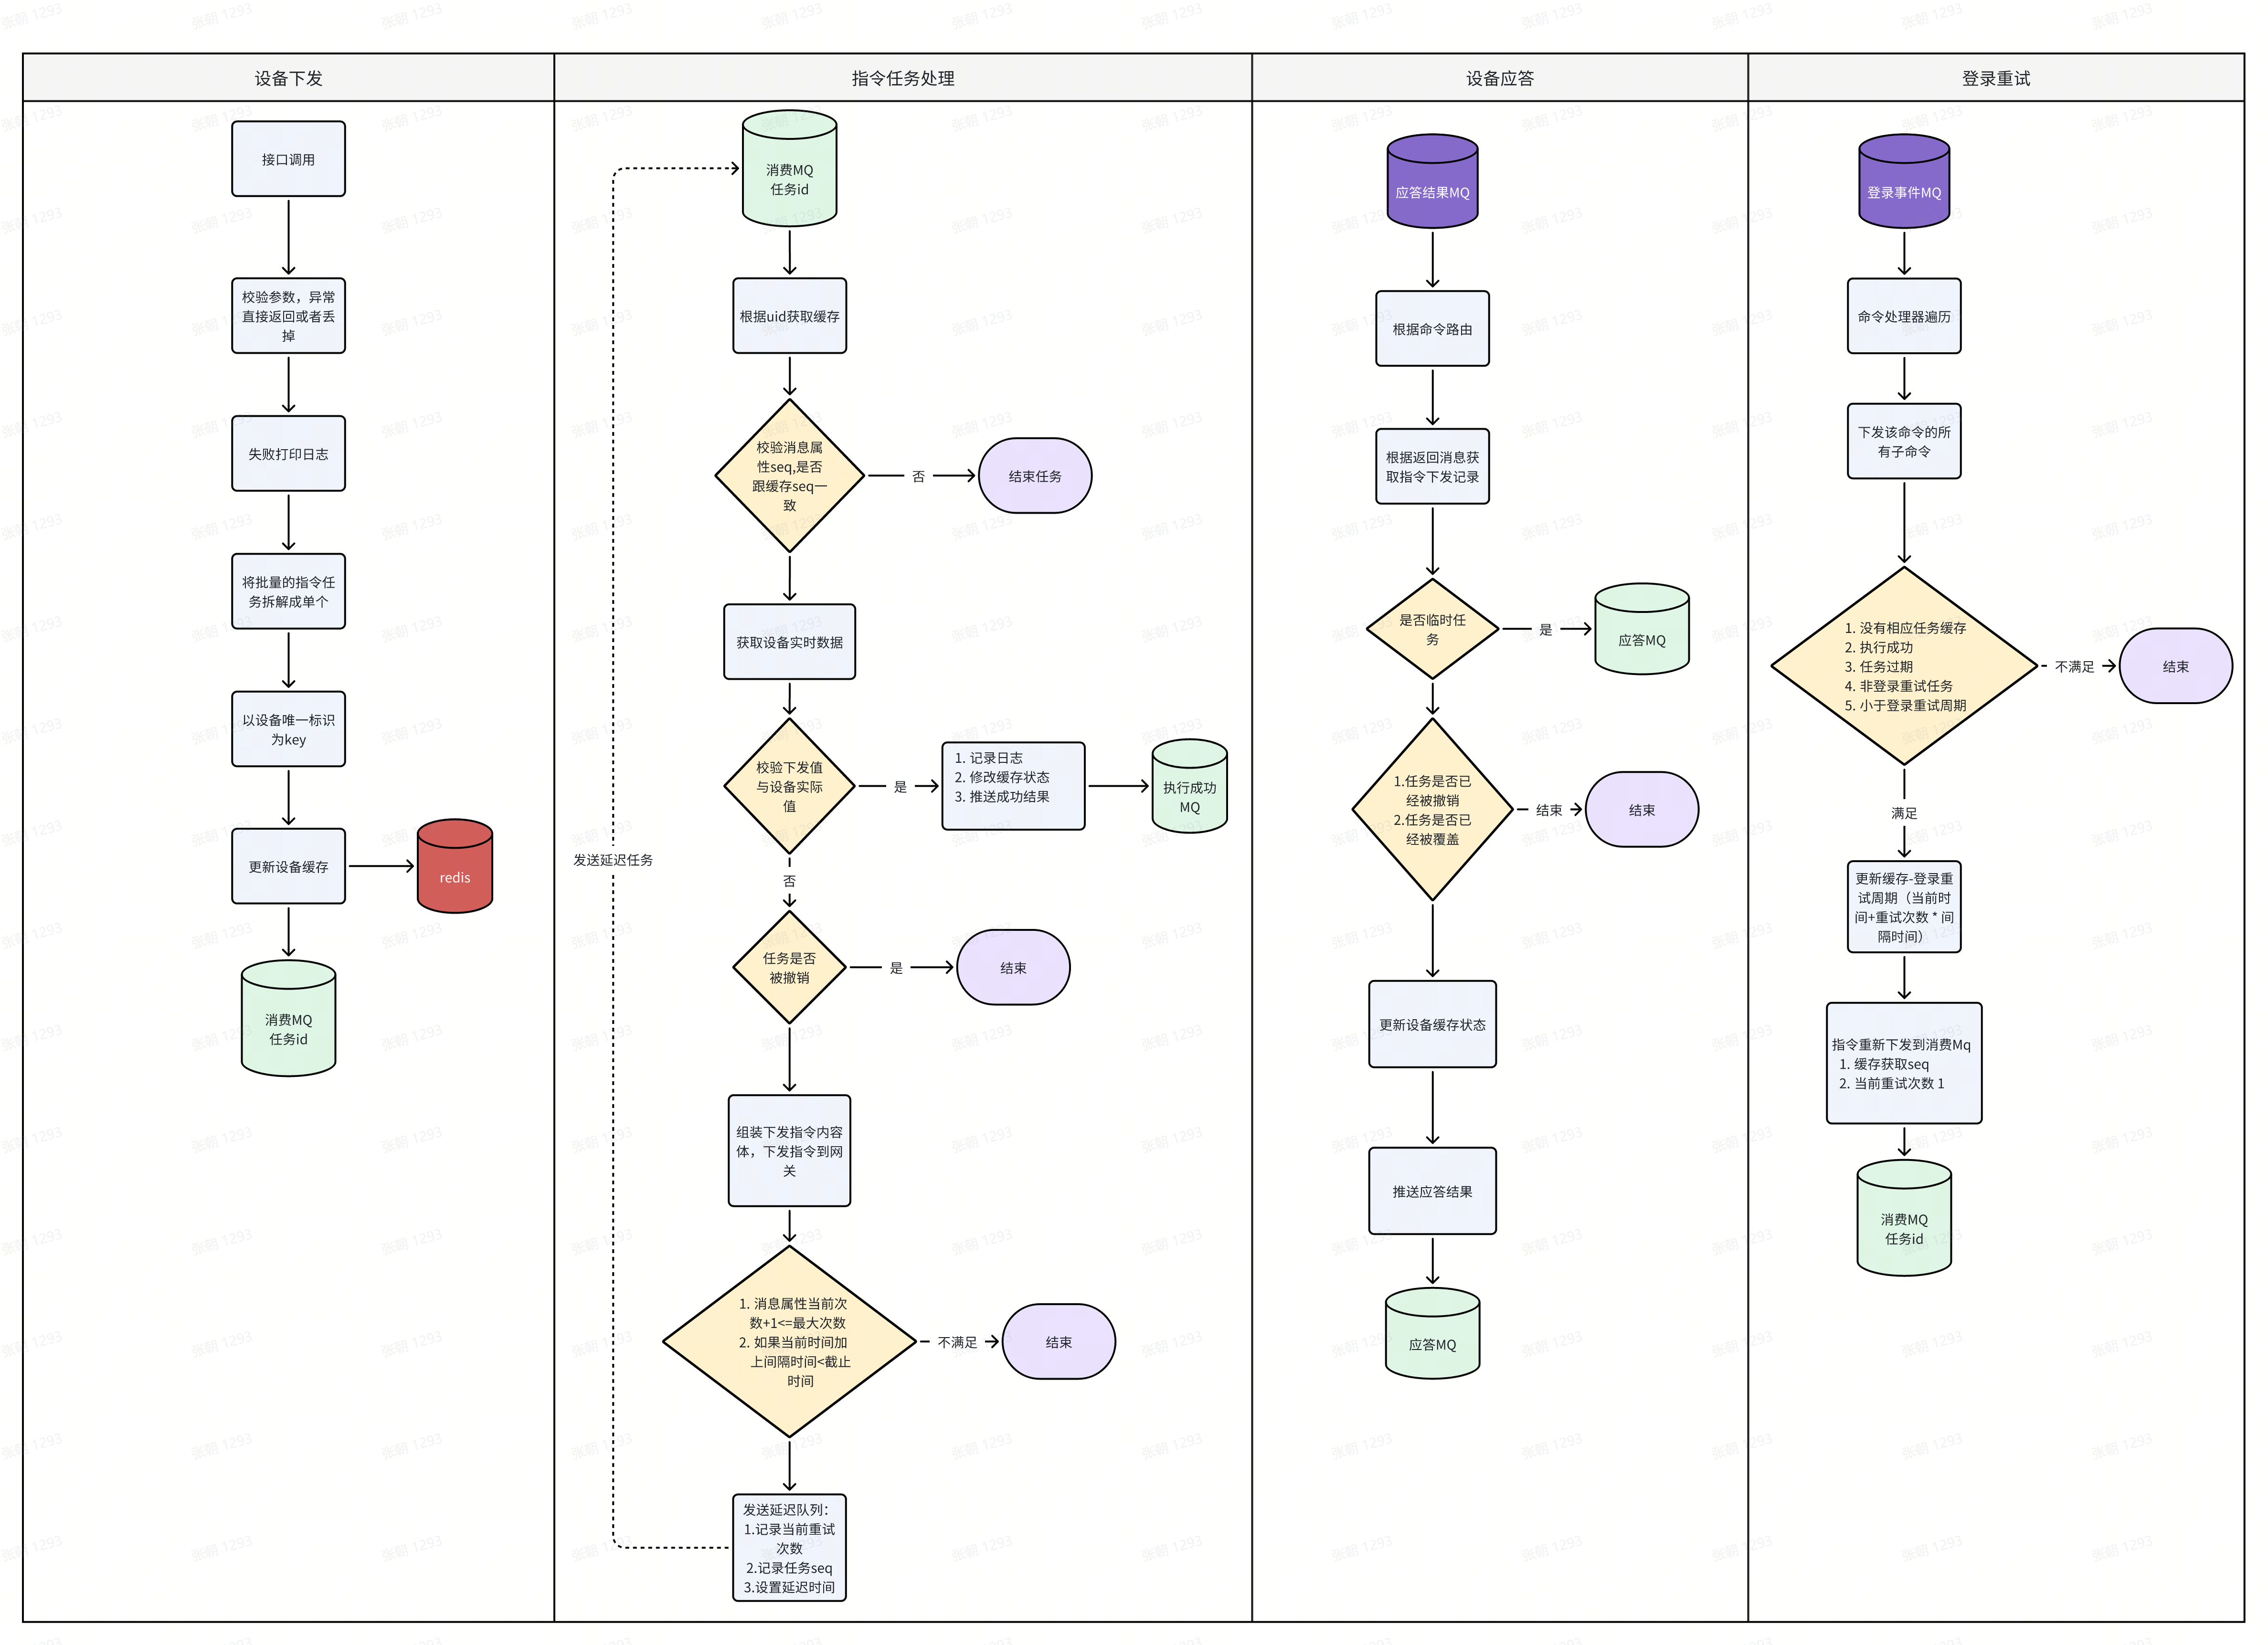 设备下发
指令任务处理
设备应答
登录重试
接口调用
校验参数，异常
直接返回或者丢
掉
失败打印日志
将批量的指令任
务拆解成单个
以设备唯一标识
为key
更新设备缓存
redis
消费MQ
任务id
消费MQ
任务id
根据uid获取缓存
校验消息属
性seq,是否
跟缓存seq一
致
否
结束任务
获取设备实时数据
校验下发值
与设备实际
值
是
1. 记录日志
2. 修改缓存状态
3. 推送成功结果
执行成功
MQ
发送延迟任务
否
任务是否
被撤销
是
结束
组装下发指令内容
体，下发指令到网
关
1. 消息属性当前次
数+1<=最大次数
2. 如果当前时间加
上间隔时间<截止
时间
不满足
结束
发送延迟队列：
1.记录当前重试
次数
2.记录任务seq
3.设置延迟时间
应答结果MQ
根据命令路由
根据返回消息获
取指令下发记录
是否临时任
务
是
应答MQ
1.任务是否已
经被撤销
2.任务是否已
经被覆盖
结束
结束
更新设备缓存状态
推送应答结果
应答MQ
登录事件MQ
命令处理器遍历
下发该命令的所
有子命令
1. 没有相应任务缓存
2. 执行成功
3. 任务过期
4. 非登录重试任务
5. 小于登录重试周期
不满足
结束
满足
更新缓存-登录重
试周期（当前时
间+重试次数 * 间
隔时间）
指令重新下发到消费Mq
1. 缓存获取seq
2. 当前重试次数 1
消费MQ
任务id
张朝 1293